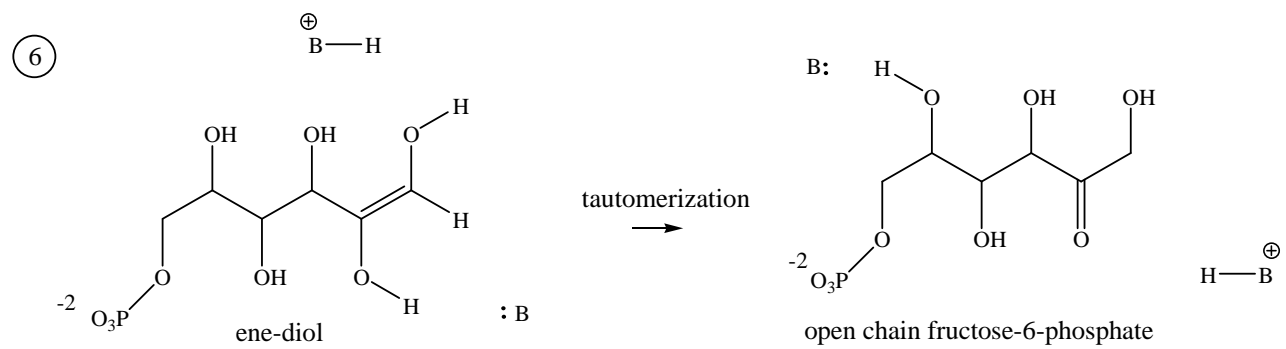 6
⊕
B—H
H
OH OH O
H
OH O
H
-2 O3P O
: B
ene-diol
tautomerization
B: H
O OH OH
O OH O
-2 O3P
⊕
H—B
open chain fructose-6-phosphate